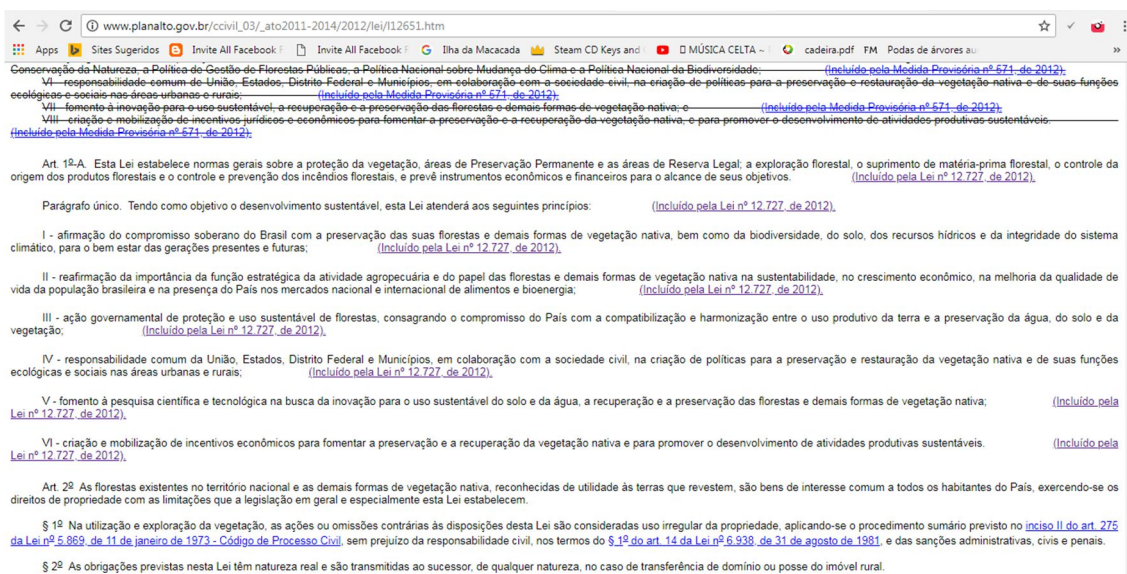 www.planalto.gov.br/ccivil_03/_ato2011-2014/2012/lei/l12651.htm
Apps Sites Sugeridos Invite All Facebook F Invite All Facebook F Ilha da Macacada Steam CD Keys and MÚSICA CELTA ~ cadeira.pdf FM Podas de árvores au »
Conservação da Natureza, a Política de Gestão de Florestas Públicas, a Política Nacional sobre Mudança do Clima e a Política Nacional da Biodiversidade; (Incluído pela Medida Provisória nº 571, de 2012).
VI - responsabilidade comum de União, Estados, Distrito Federal e Municípios, em colaboração com a sociedade civil, na criação de políticas para a preservação e restauração da vegetação nativa e de suas funções
ecológicas e sociais nas áreas urbanas e rurais; (Incluído pela Medida Provisória nº 571, de 2012).
VII - fomento à inovação para o uso sustentável, a recuperação e a preservação das florestas e demais formas de vegetação nativa; e (Incluído pela Medida Provisória nº 571, de 2012).
VIII - criação e mobilização de incentivos jurídicos e econômicos para fomentar a preservação e a recuperação da vegetação nativa, e para promover o desenvolvimento de atividades produtivas sustentáveis.
(Incluído pela Medida Provisória nº 571, de 2012).
Art. 1º-A. Esta Lei estabelece normas gerais sobre a proteção da vegetação, áreas de Preservação Permanente e as áreas de Reserva Legal; a exploração florestal, o suprimento de matéria-prima florestal, o controle da
origem dos produtos florestais e o controle e prevenção dos incêndios florestais, e prevê instrumentos econômicos e financeiros para o alcance de seus objetivos. (Incluído pela Lei nº 12.727, de 2012).
Parágrafo único. Tendo como objetivo o desenvolvimento sustentável, esta Lei atenderá aos seguintes princípios: (Incluído pela Lei nº 12.727, de 2012).
I - afirmação do compromisso soberano do Brasil com a preservação das suas florestas e demais formas de vegetação nativa, bem como da biodiversidade, do solo, dos recursos hídricos e da integridade do sistema
climático, para o bem estar das gerações presentes e futuras; (Incluído pela Lei nº 12.727, de 2012).
II - reafirmação da importância da função estratégica da atividade agropecuária e do papel das florestas e demais formas de vegetação nativa na sustentabilidade, no crescimento econômico, na melhoria da qualidade de
vida da população brasileira e na presença do País nos mercados nacional e internacional de alimentos e bioenergia; (Incluído pela Lei nº 12.727, de 2012).
III - ação governamental de proteção e uso sustentável de florestas, consagrando o compromisso do País com a compatibilização e harmonização entre o uso produtivo da terra e a preservação da água, do solo e da
vegetação; (Incluído pela Lei nº 12.727, de 2012).
IV - responsabilidade comum da União, Estados, Distrito Federal e Municípios, em colaboração com a sociedade civil, na criação de políticas para a preservação e restauração da vegetação nativa e de suas funções
ecológicas e sociais nas áreas urbanas e rurais; (Incluído pela Lei nº 12.727, de 2012).
V - fomento à pesquisa científica e tecnológica na busca da inovação para o uso sustentável do solo e da água, a recuperação e a preservação das florestas e demais formas de vegetação nativa; (Incluído pela
Lei nº 12.727, de 2012).
VI - criação e mobilização de incentivos econômicos para fomentar a preservação e a recuperação da vegetação nativa e para promover o desenvolvimento de atividades produtivas sustentáveis. (Incluído pela
Lei nº 12.727, de 2012).
Art. 2º As florestas existentes no território nacional e as demais formas de vegetação nativa, reconhecidas de utilidade às terras que revestem, são bens de interesse comum a todos os habitantes do País, exercendo-se os
direitos de propriedade com as limitações que a legislação em geral e especialmente esta Lei estabelecem.
§ 1º Na utilização e exploração da vegetação, as ações ou omissões contrárias às disposições desta Lei são consideradas uso irregular da propriedade, aplicando-se o procedimento sumário previsto no inciso II do art. 275
da Lei nº 5.869, de 11 de janeiro de 1973 - Código de Processo Civil, sem prejuízo da responsabilidade civil, nos termos do § 1º do art. 14 da Lei nº 6.938, de 31 de agosto de 1981, e das sanções administrativas, civis e penais.
§ 2º As obrigações previstas nesta Lei têm natureza real e são transmitidas ao sucessor, de qualquer natureza, no caso de transferência de domínio ou posse do imóvel rural.